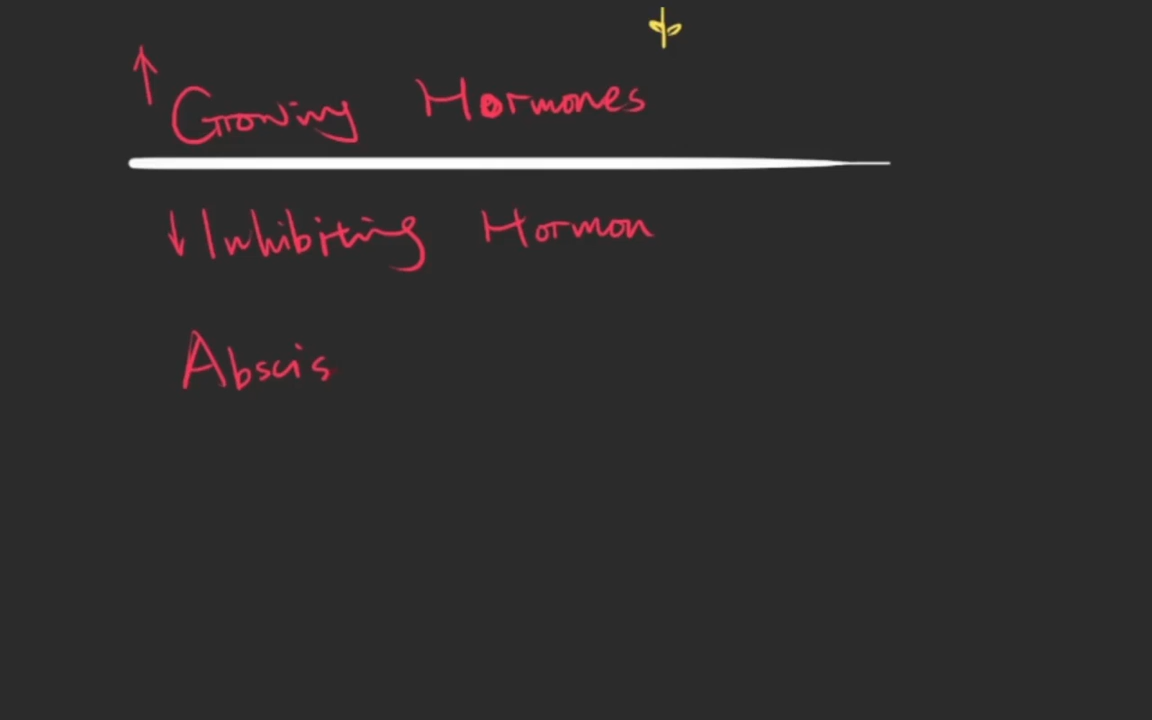 ↑ Growing Hormones
↓ Inhibiting Hormon
Abscis